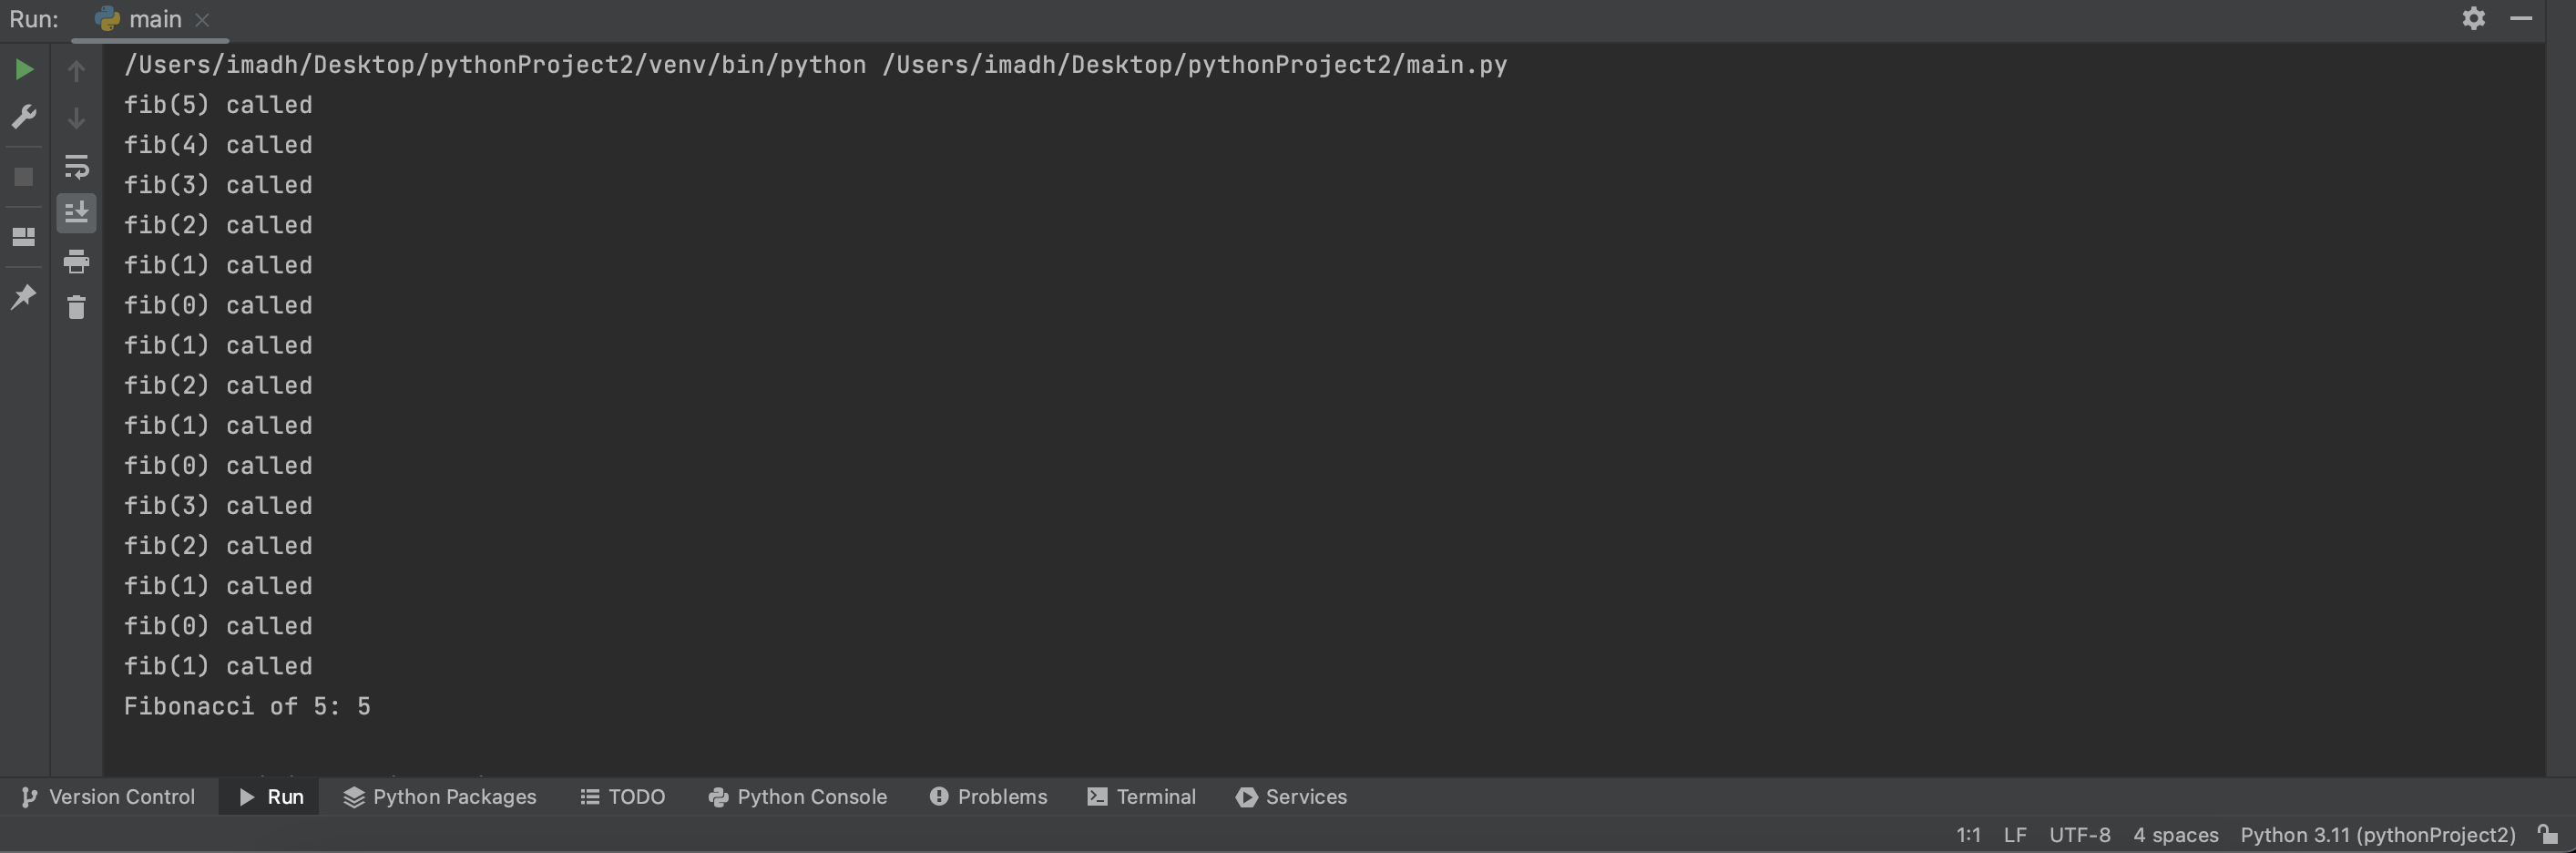 Run: main
/Users/imadh/Desktop/pythonProject2/venv/bin/python /Users/imadh/Desktop/pythonProject2/main.py
fib(5) called
fib(4) called
fib(3) called
fib(2) called
fib(1) called
fib(0) called
fib(1) called
fib(2) called
fib(1) called
fib(0) called
fib(3) called
fib(2) called
fib(1) called
fib(0) called
fib(1) called
Fibonacci of 5: 5
Version Control Run Python Packages TODO Python Console Problems Terminal Services
1:1 LF UTF-8 4 spaces Python 3.11 (pythonProject2)